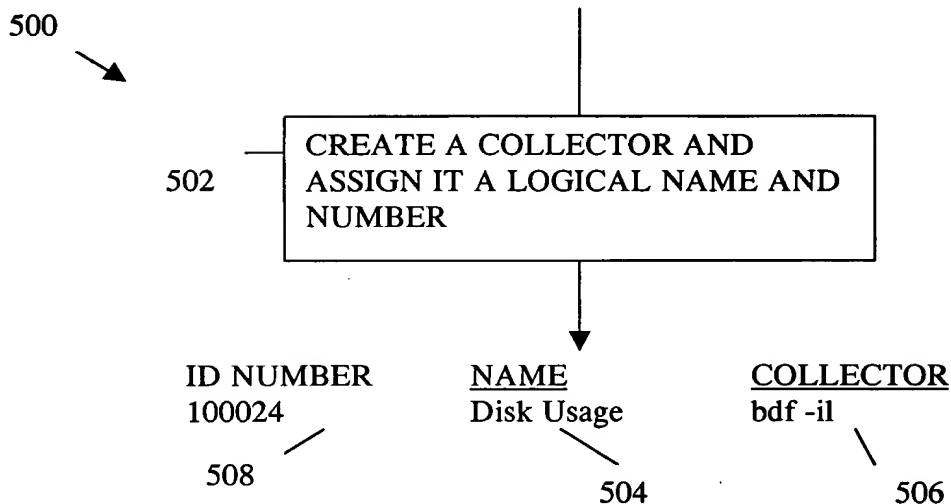 500
502
CREATE A COLLECTOR AND
ASSIGN IT A LOGICAL NAME AND
NUMBER
ID NUMBER NAME COLLECTOR
100024 Disk Usage bdf -il
508 504 506